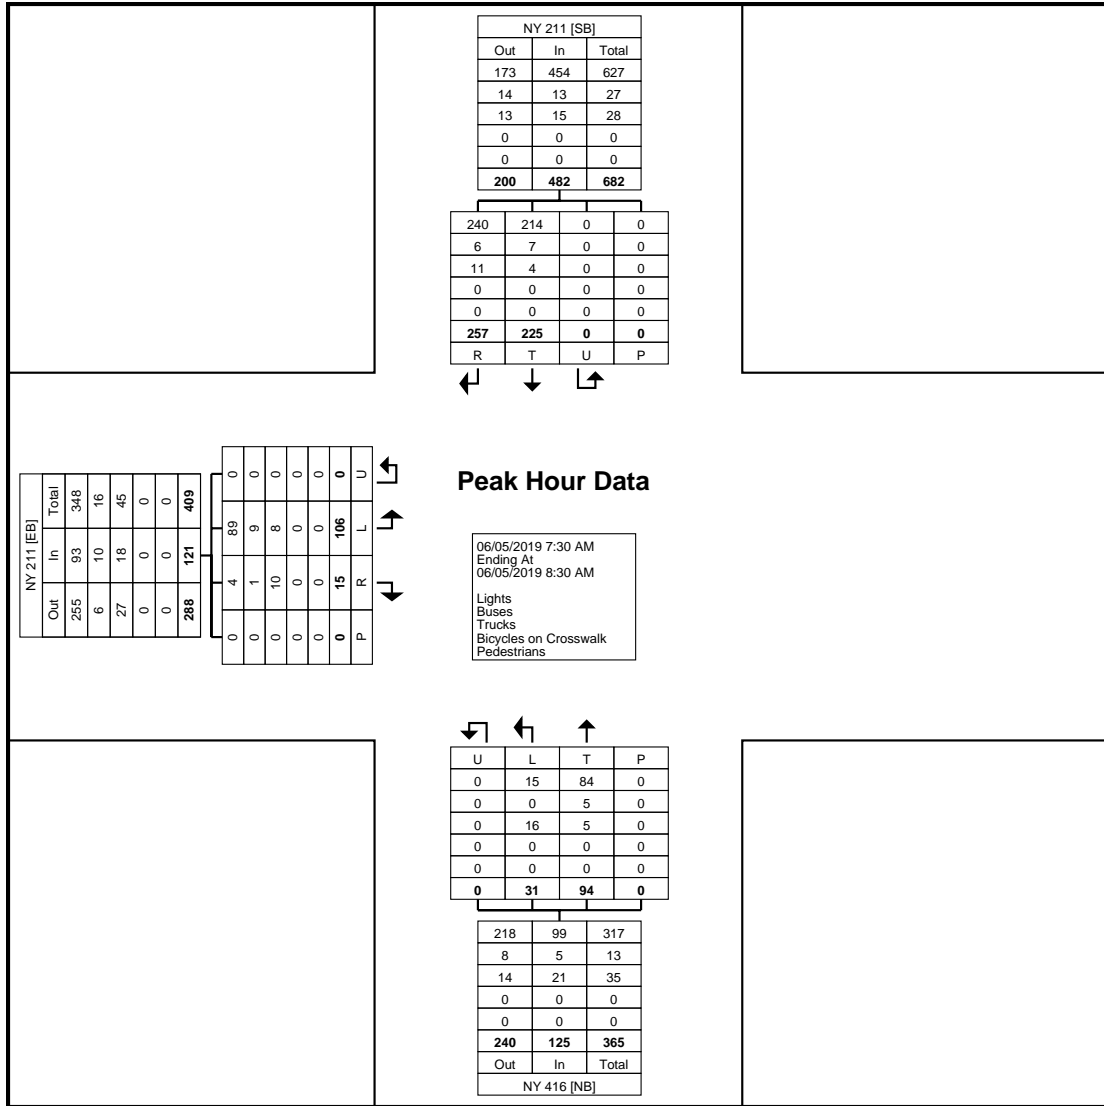 NY 211 [SB]
Out In Total
173 454 627
14 13 27
13 15 28
0 0 0
0 0 0
200 482 682
240 214 0 0
6 7 0 0
11 4 0 0
0 0 0 0
0 0 0 0
257 225 0 0
R T U P
NY 211 [EB]
Out In Total
255 93 348
6 10 16
27 18 45
0 0 0
0 0 0
288 121 409
0 4 89 0
0 1 9 0
0 10 8 0
0 0 0 0
0 0 0 0
0 15 106 0
P R L U
Peak Hour Data
06/05/2019 7:30 AM
Ending At
06/05/2019 8:30 AM
Lights
Buses
Trucks
Bicycles on Crosswalk
Pedestrians
U L T P
0 15 84 0
0 0 5 0
0 16 5 0
0 0 0 0
0 0 0 0
0 31 94 0
218 99 317
8 5 13
14 21 35
0 0 0
0 0 0
240 125 365
Out In Total
NY 416 [NB]